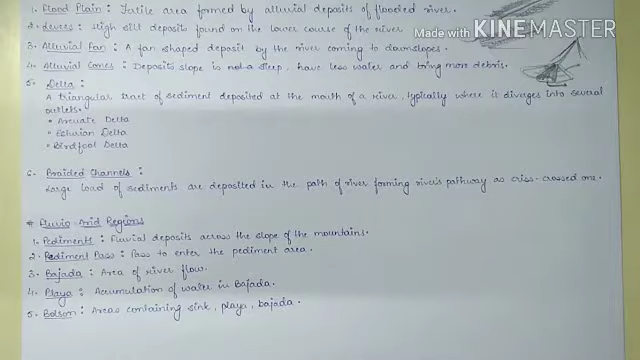 1. Flood Plain : Fertile area formed by alluvial deposits of flooded river.
2. Levees : High silt deposit found on the lower course of the river
3. Alluvial Fan : A fan shaped deposit by the river coming to downslopes.
4. Alluvial Cones : Deposits slope is not a steep, have less water and bring more debris.
5. Delta :
A triangular tract of sediment deposited at the mouth of a river, typically where it diverges into several
outlets.
• Arcuate Delta
• Estuarian Delta
• Birdfoot Delta
6. Braided Channels :
Large load of sediments are deposited in the path of river forming river's pathway as criss-crossed one.
# Fluvio Arid Regions
1. Pediments : Fluvial deposits across the slope of the mountains.
2. Pediment Pass : Pass to enter the pediment area.
3. Bajada : Area of river flow.
4. Playa : Accumulation of water in Bajada.
5. Bolson : Areas containing sink, playa, bajada.
Made with KINEMASTER